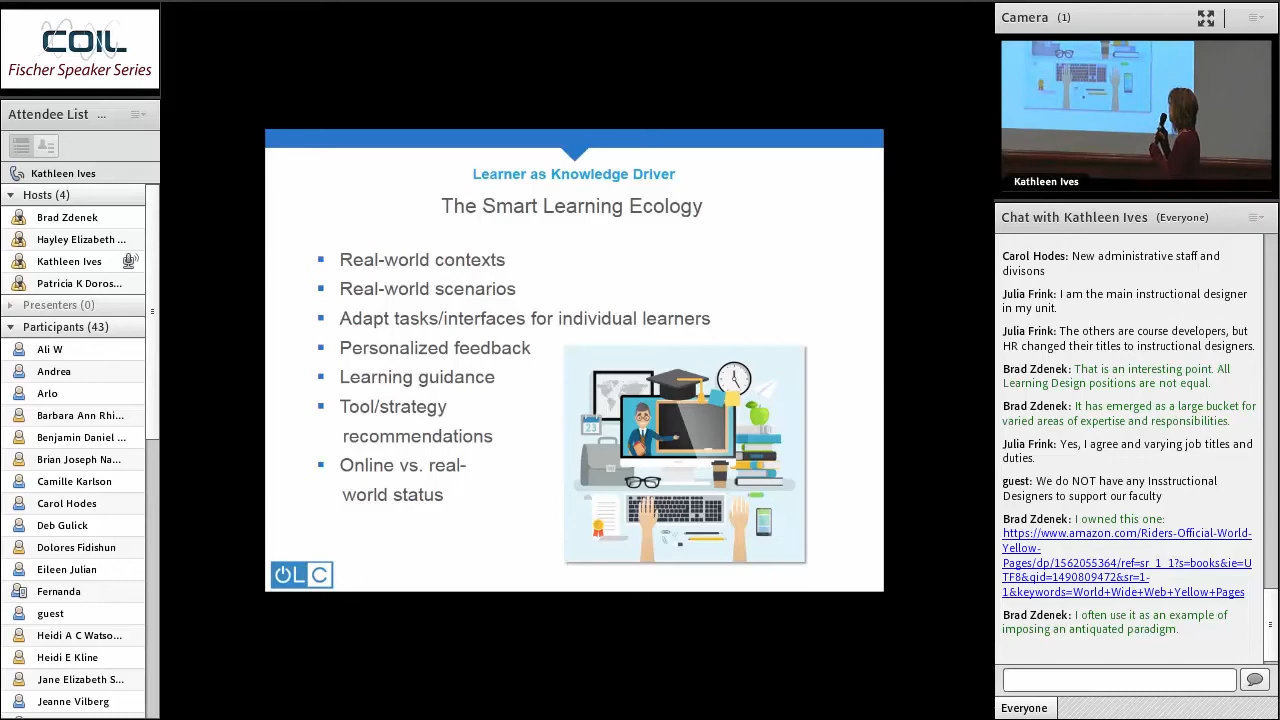 COIL
Fischer Speaker Series
Attendee List ...
Kathleen Ives
Hosts (4)
Brad Zdenek
Hayley Elizabeth ...
Kathleen Ives
Patricia K Doros...
Presenters (0)
Participants (43)
Ali W
Andrea
Arlo
Barbara Ann Rhi...
Benjamin Daniel ...
Brian Joseph Na...
Camille Karlson
Carol Hodes
Deb Gulick
Dolores Fidishun
Eileen Julian
Fernanda
guest
Heidi A C Watso...
Heidi E Kline
Jane Elizabeth S...
Jeanne Vilberg
Learner as Knowledge Driver
The Smart Learning Ecology
Real-world contexts
Real-world scenarios
Adapt tasks/interfaces for individual learners
Personalized feedback
Learning guidance
Tool/strategy
recommendations
Online vs. real-
world status
23
OLC
Camera (1)
Kathleen Ives
Chat with Kathleen Ives (Everyone)
Carol Hodes: New administrative staff and
divisons
Julia Frink: I am the main instructional designer
in my unit.
Julia Frink: The others are course developers, but
HR changed their titles to instructional designers.
Brad Zdenek: That is an interesting point. All
Learning Design positions are not equal.
Brad Zdenek: It has emerged as a large bucket for
varied areas of expertise and responsibilities.
Julia Frink: Yes, I agree and varying job titles and
duties.
guest: We do NOT have any Insstructional
Designers to support our faculty
Brad Zdenek: I owned this one:
https://www.amazon.com/Riders-Official-World-
Yellow-
Pages/dp/1562055364/ref=sr_1_1?s=books&ie=U
TF8&qid=1490809472&sr=1-
1&keywords=World+Wide+Web+Yellow+Pages
Brad Zdenek: I often use it as an example of
imposing an antiquated paradigm.
Everyone